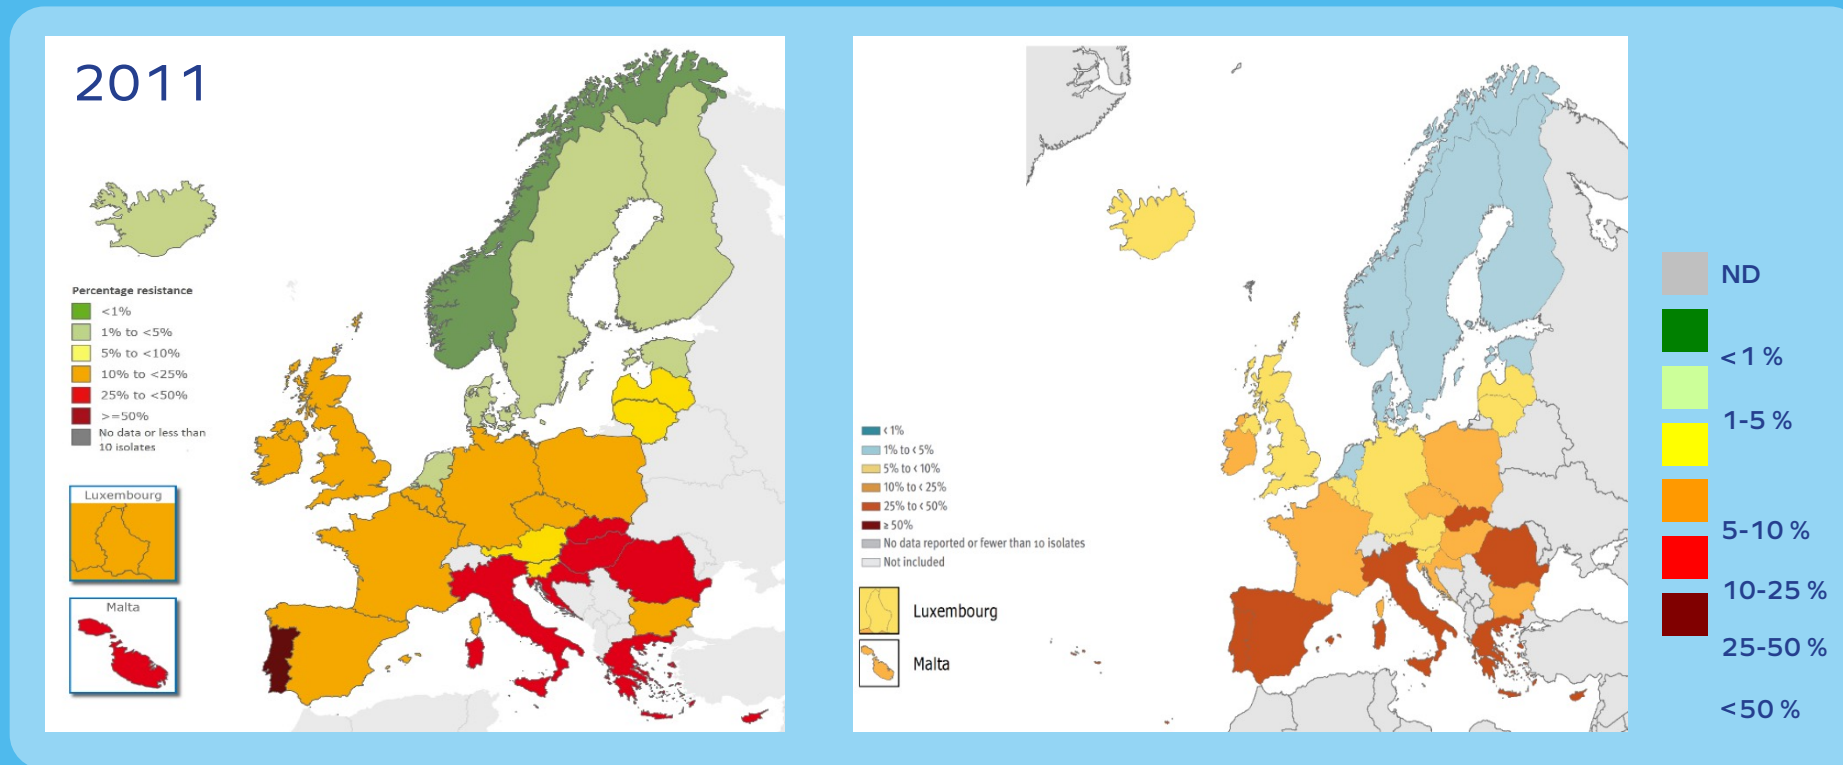 2011
Percentage resistance
<1%
1% to <5%
5% to <10%
10% to <25%
25% to <50%
>=50%
No data or less than
10 isolates
Luxembourg
Malta
< 1%
1% to < 5%
5% to < 10%
10% to < 25%
25% to < 50%
≥ 50%
No data reported or fewer than 10 isolates
Not included
Luxembourg
Malta
ND
< 1 %
1-5 %
5-10 %
10-25 %
25-50 %
<50 %